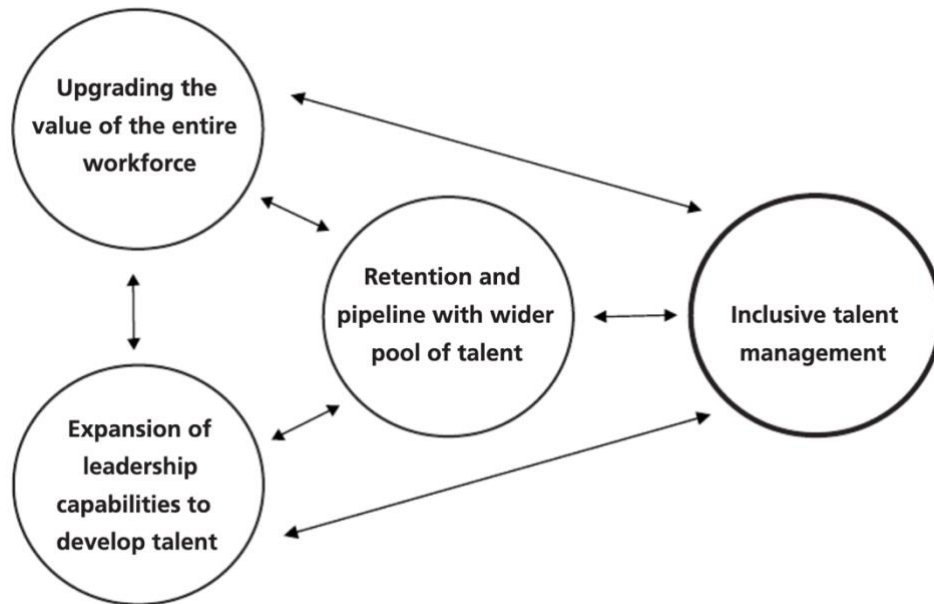 Upgrading the
value of the entire
workforce
Retention and
pipeline with wider
pool of talent
Inclusive talent
management
Expansion of
leadership
capabilities to
develop talent